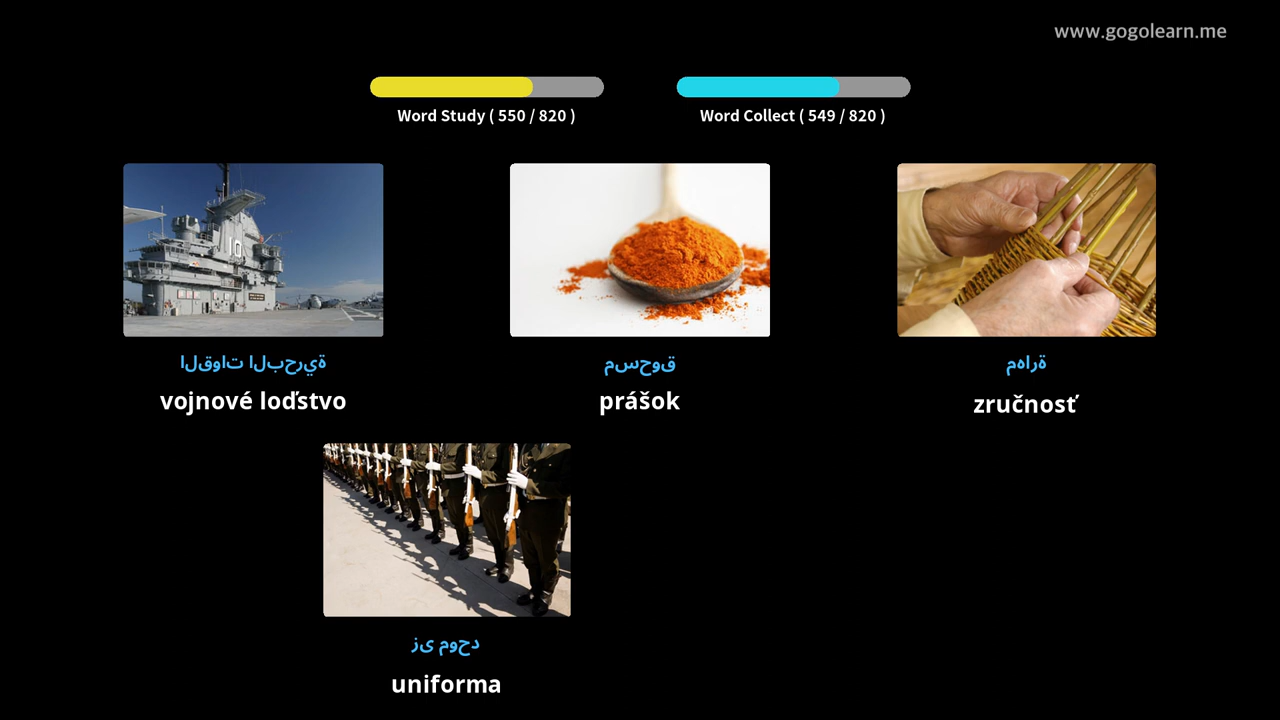 www.gogolearn.me
Word Study ( 550 / 820 )
Word Collect ( 549 / 820 )
القوات البحرية
vojnové loďstvo
مسحوق
prášok
مهارة
zručnosť
زى موحد
uniforma